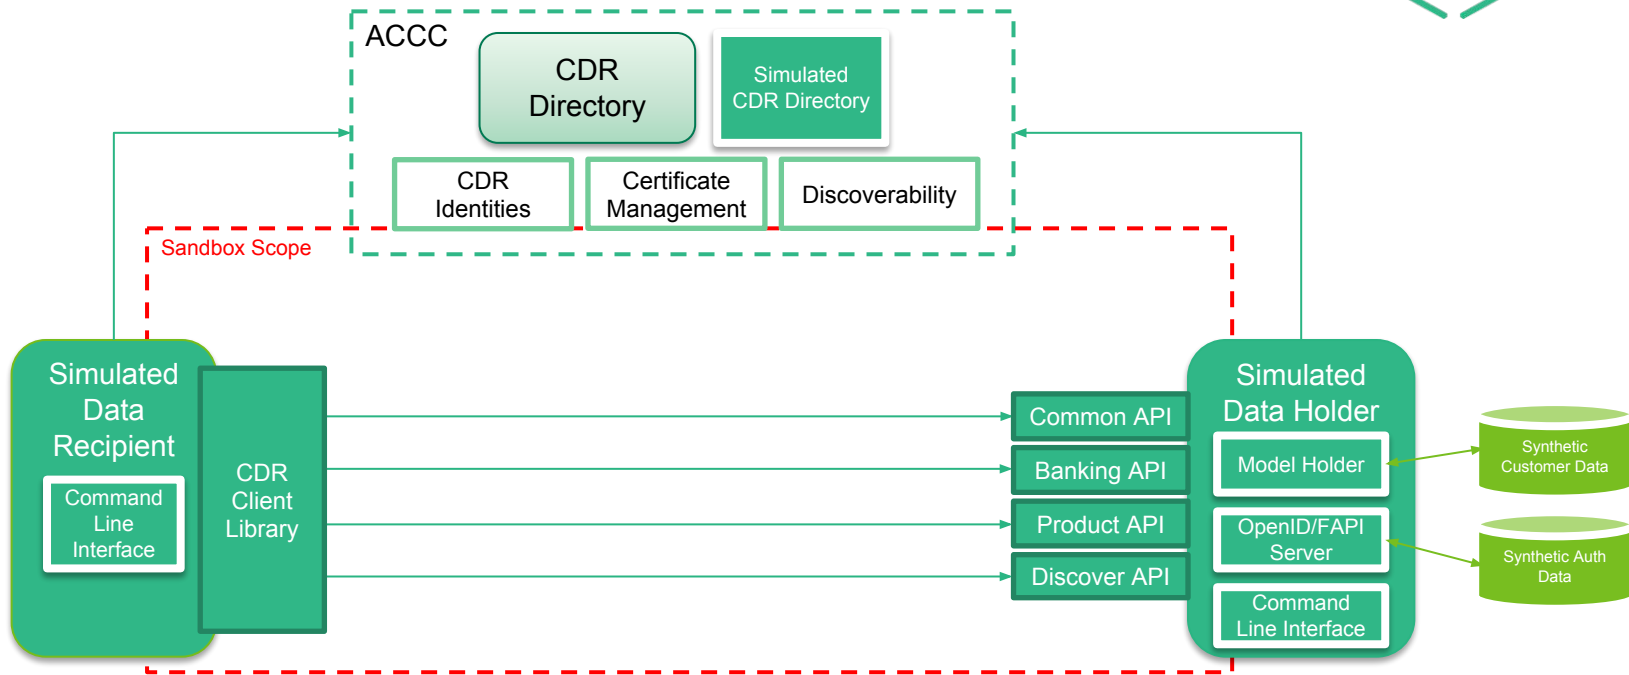 ACCC
CDR
Directory
Simulated
CDR Directory
CDR
Identities
Certificate
Management
Discoverability
Sandbox Scope
Simulated
Data
Recipient
Command
Line
Interface
CDR
Client
Library
Common API
Banking API
Product API
Discover API
Simulated
Data Holder
Model Holder
OpenID/FAPI
Server
Command
Line Interface
Synthetic
Customer Data
Synthetic Auth
Data